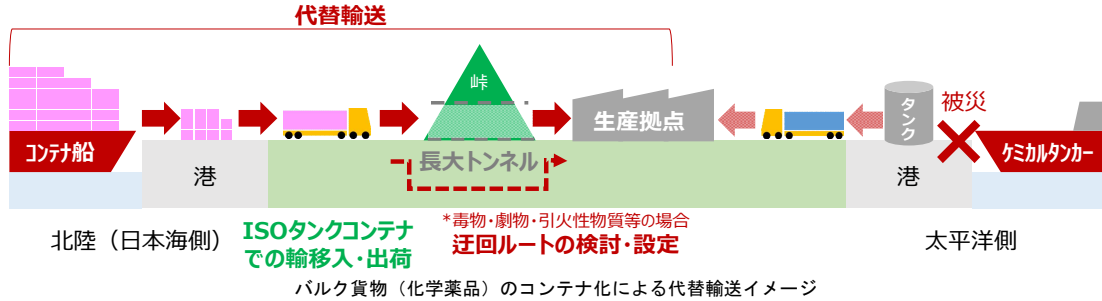 代替輸送
峠
タンク
被災
コンテナ船
生産拠点
ケミカルタンカー
港
長大トンネル
港
北陸（日本海側）
ISOタンクコンテナ
での輸移入・出荷
*毒物・劇物・引火性物質等の場合
迂回ルートの検討・設定
太平洋側
バルク貨物（化学薬品）のコンテナ化による代替輸送イメージ